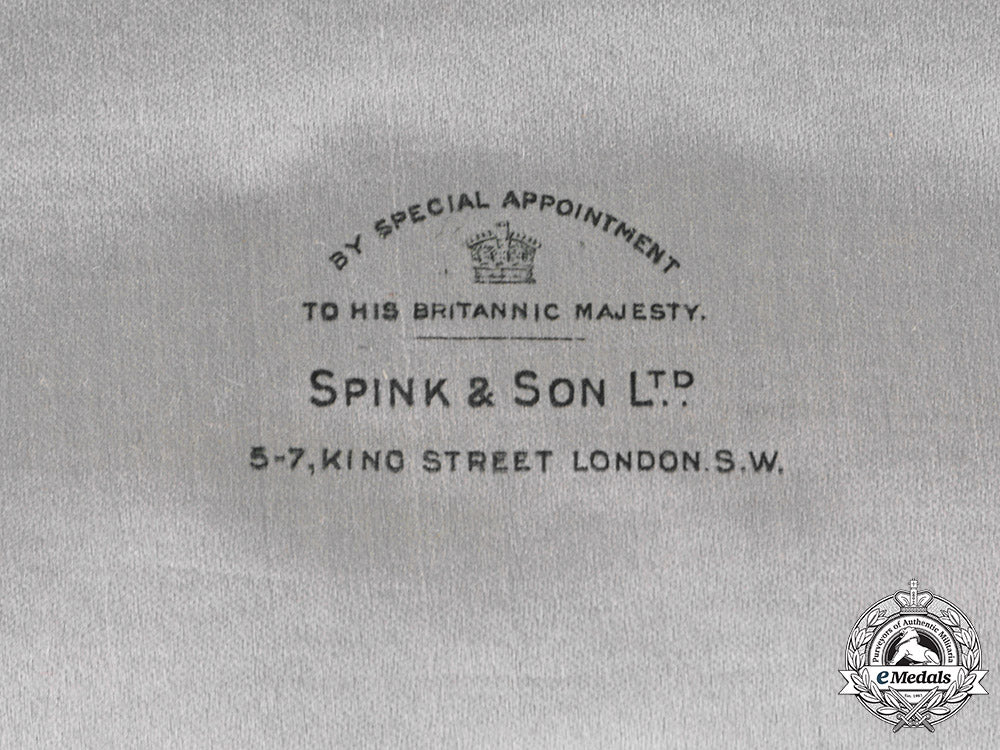 BY SPECIAL APPOINTMENT
TO HIS BRITANNIC MAJESTY.
SPINK & SON LTD.
5-7, KING STREET LONDON. S.W.
Purveyors of Authentic Militaria
eMedals